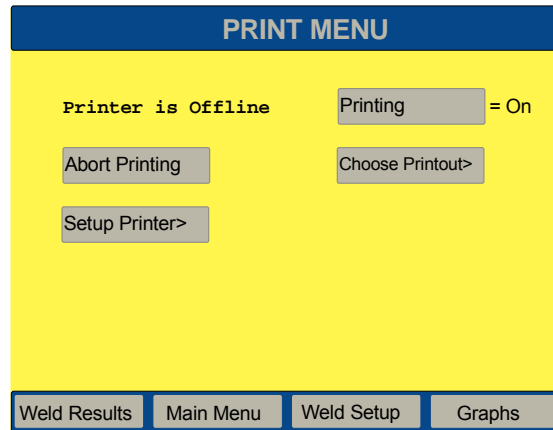 PRINT MENU
Printer is Offline Printing = On
Abort Printing Choose Printout>
Setup Printer>
Weld Results Main Menu Weld Setup Graphs